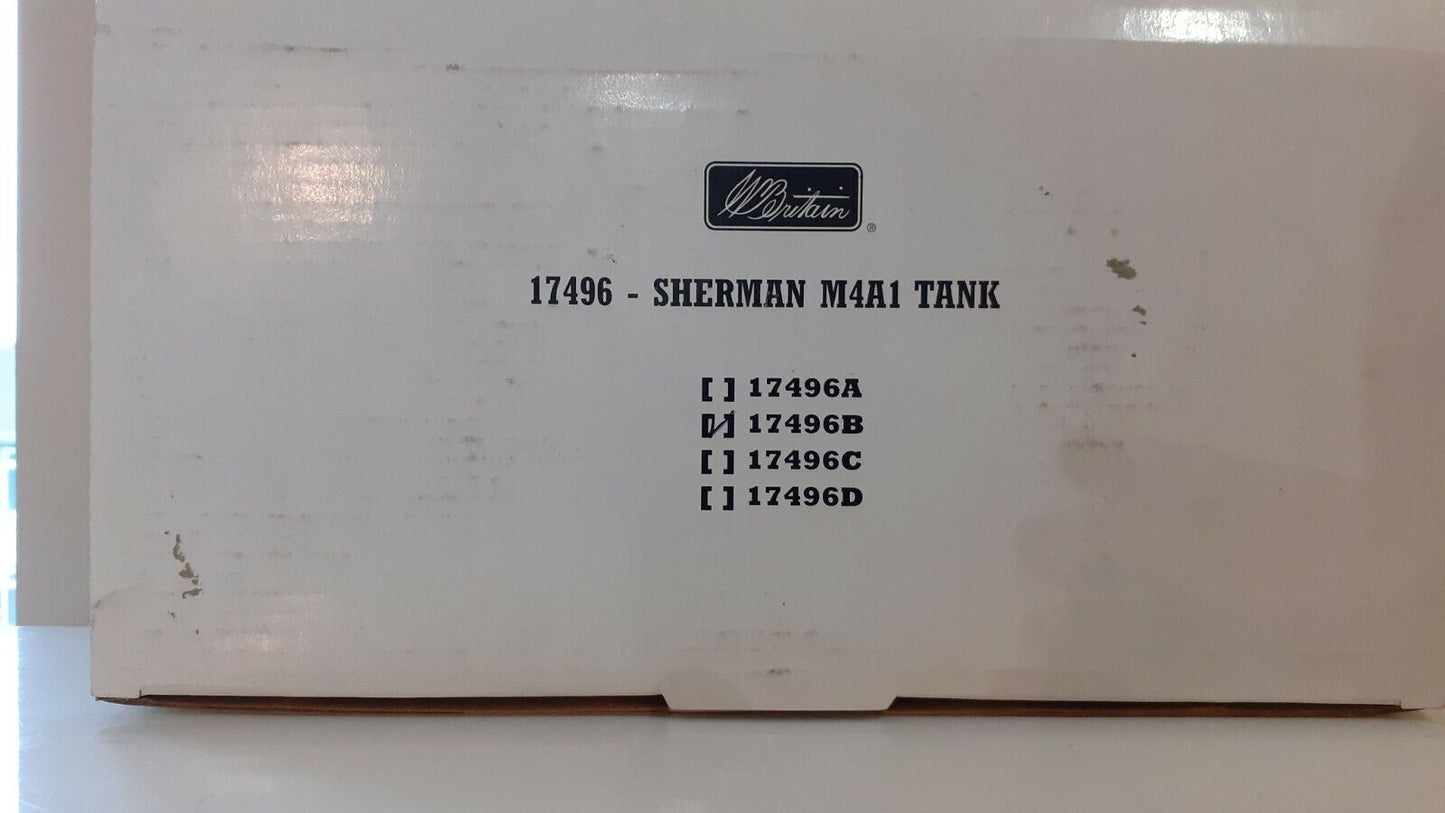 W Britain ®
17496 - SHERMAN M4A1 TANK
[ ] 17496A
[✓] 17496B
[ ] 17496C
[ ] 17496D